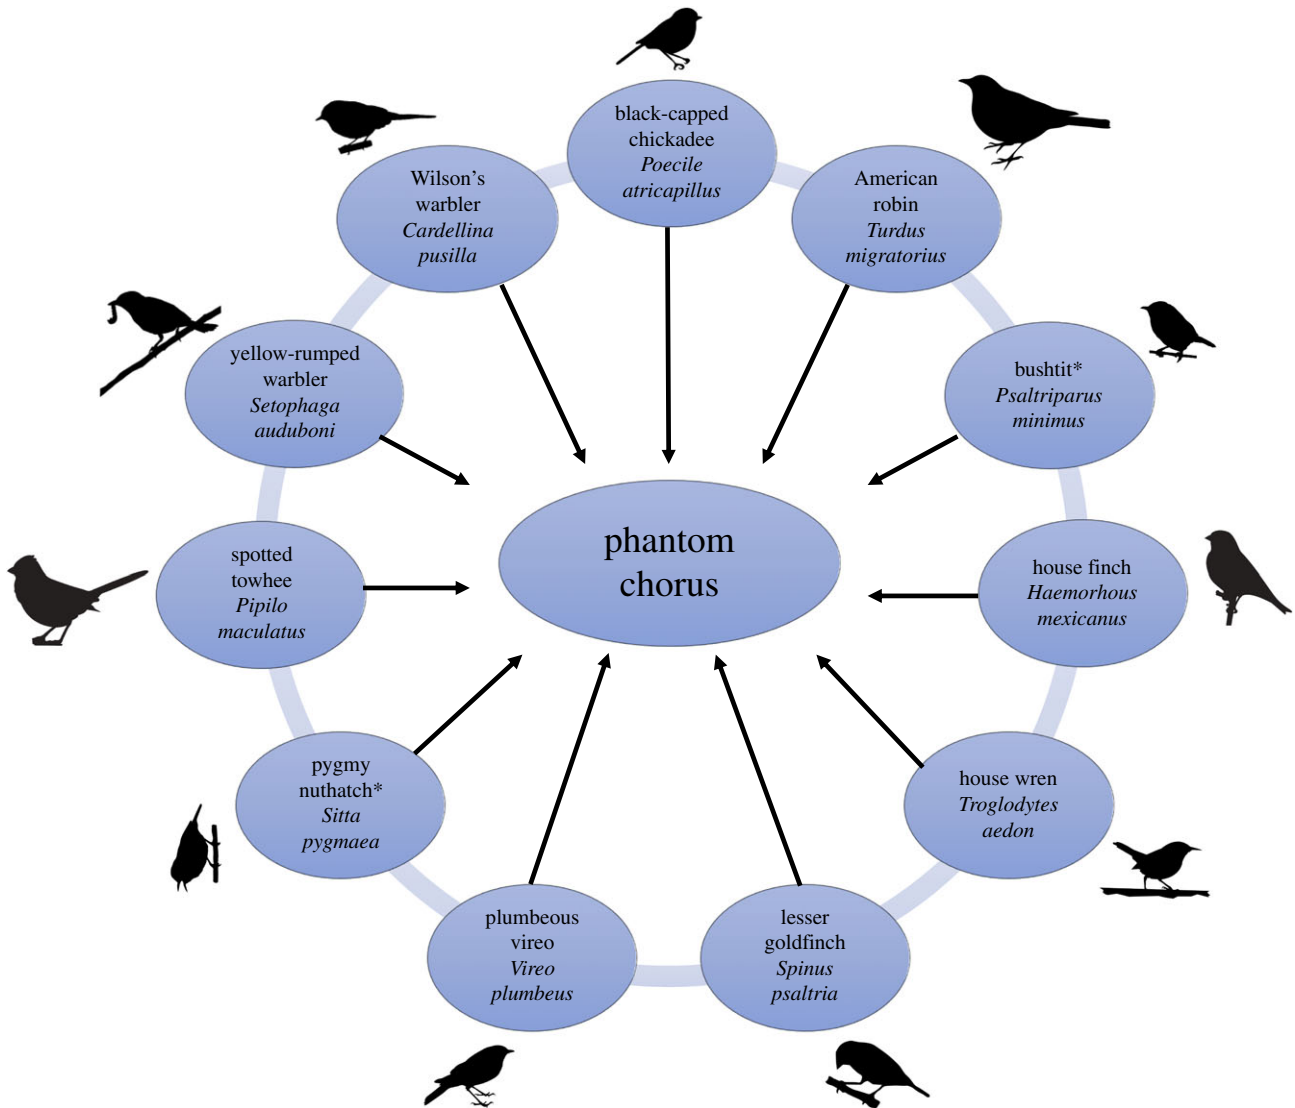 black-capped
chickadee
Poecile
atricapillus
American
robin
Turdus
migratorius
bushtit*
Psaltriparus
minimus
house finch
Haemorhous
mexicanus
house wren
Troglodytes
aedon
lesser
goldfinch
Spinus
psaltria
plumbeous
vireo
Vireo
plumbeus
pygmy
nuthatch*
Sitta
pygmaea
spotted
towhee
Pipilo
maculatus
yellow-rumped
warbler
Setophaga
auduboni
Wilson’s
warbler
Cardellina
pusilla
phantom
chorus